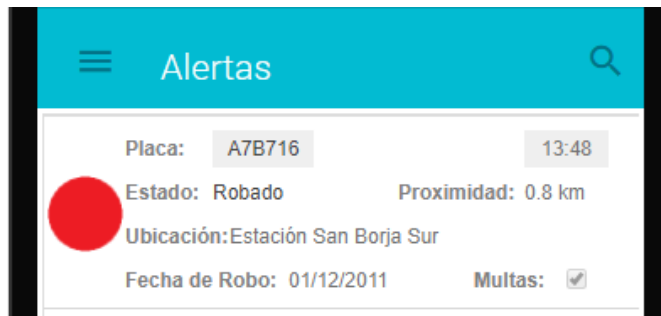 Alertas
Placa: A7B716 13:48
Estado: Robado Proximidad: 0.8 km
Ubicación: Estación San Borja Sur
Fecha de Robo: 01/12/2011 Multas: